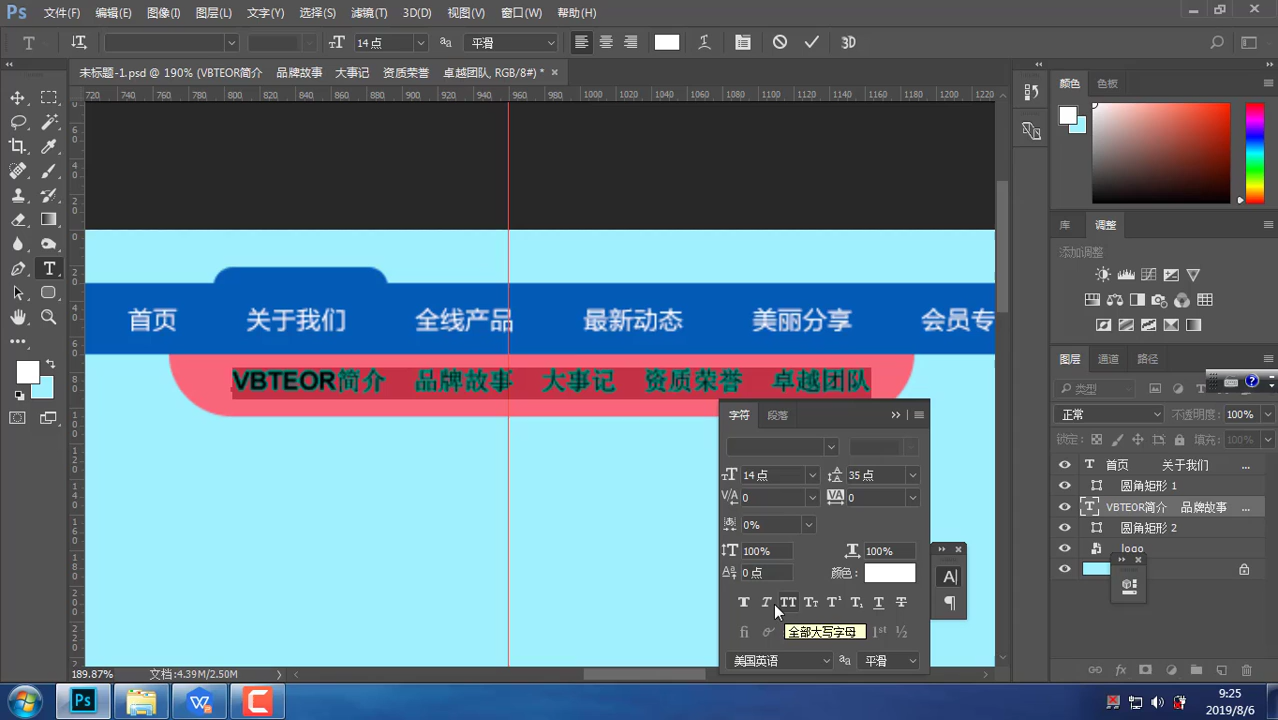 Ps 文件(F) 编辑(E) 图像(I) 图层(L) 文字(Y) 选择(S) 滤镜(T) 3D(D) 视图(V) 窗口(W) 帮助(H)
T 14点 aa 平滑 3D
未标题-1.psd @ 190% (VBTEOR简介 品牌故事 大事记 资质荣誉 卓越团队, RGB/8#) * ×
720 740 760 780 800 820 840 860 880 900 920 940 960 980 1000 1020 1040 1060 1080 1100 1120 1140 1160 1180 1200 1220
颜色 色板
库 调整
添加调整
首页 关于我们 全线产品 最新动态 美丽分享 会员专
VBTEOR简介 品牌故事 大事记 资质荣誉 卓越团队
字符 段落
14点 35点
V/A 0 VA 0
0%
100% 100%
0点 颜色:
T T TT Tt T¹ T₁ T T
fi 1st ½
全部大写字母
美国英语 aa 平滑
图层 通道 路径
类型
正常 不透明度: 100%
锁定: 填充: 100%
T 首页 关于我们 ...
圆角矩形 1
T VBTEOR简介 品牌故事 ...
圆角矩形 2
logo
189.87% 文档:4.39M/2.50M
Ps W C
9:25
2019/8/6